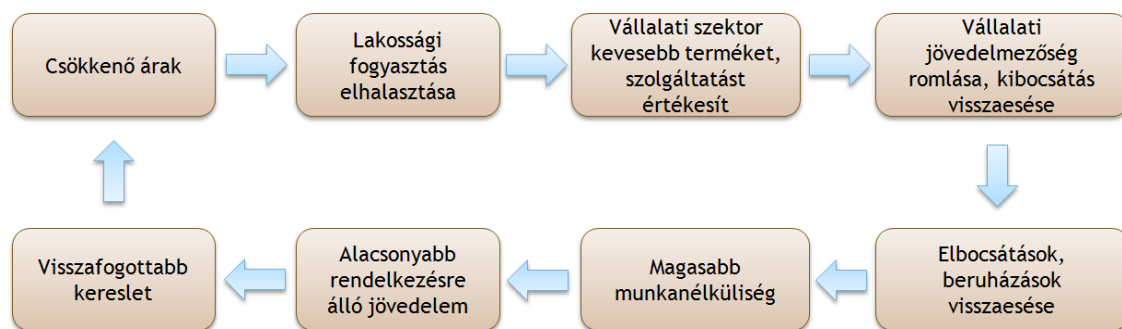 Csökkenő árak
Lakossági
fogyasztás
elhalasztása
Vállalati szektor
kevesebb terméket,
szolgáltatást
értékesít
Vállalati
jövedelmezőség
romlása, kibocsátás
visszaesése
Elbocsátások,
beruházások
visszaesése
Magasabb
munkanélküliség
Alacsonyabb
rendelkezésre
álló jövedelem
Visszafogottabb
kereslet